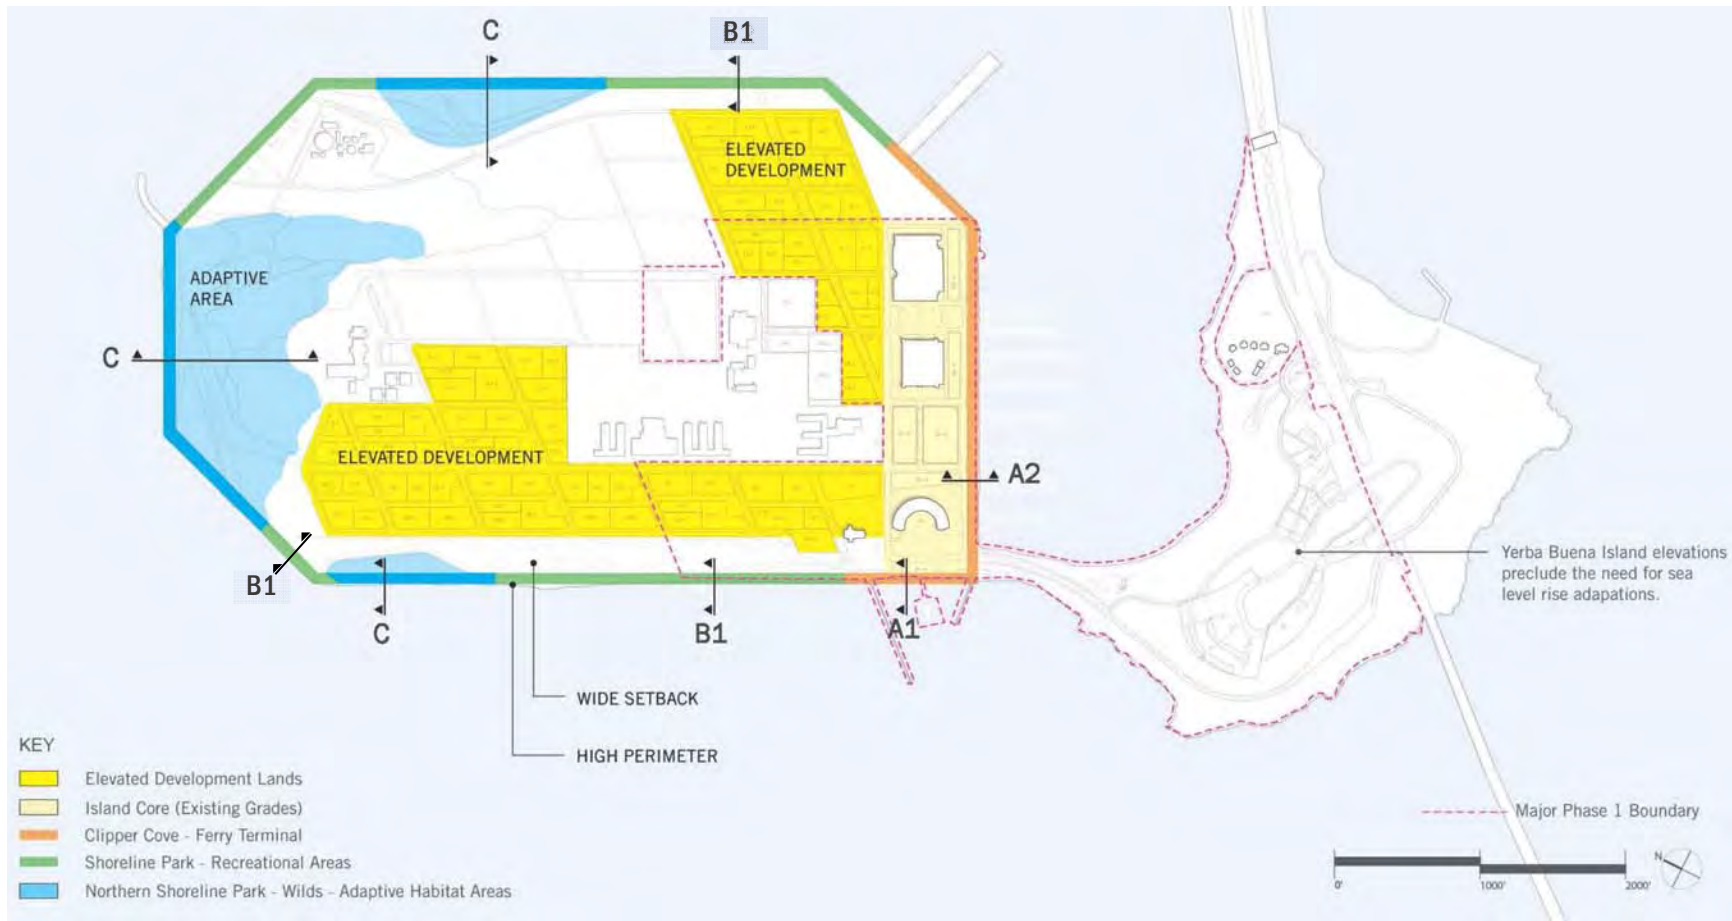 C
B1
ELEVATED
DEVELOPMENT
ADAPTIVE
AREA
C
ELEVATED DEVELOPMENT
A2
B1
C
B1
A1
Yerba Buena Island elevations
preclude the need for sea
level rise adapations.
WIDE SETBACK
HIGH PERIMETER
KEY
Elevated Development Lands
Island Core (Existing Grades)
Clipper Cove - Ferry Terminal
Shoreline Park - Recreational Areas
Northern Shoreline Park - Wilds - Adaptive Habitat Areas
Major Phase 1 Boundary
N
0'
1000'
2000'